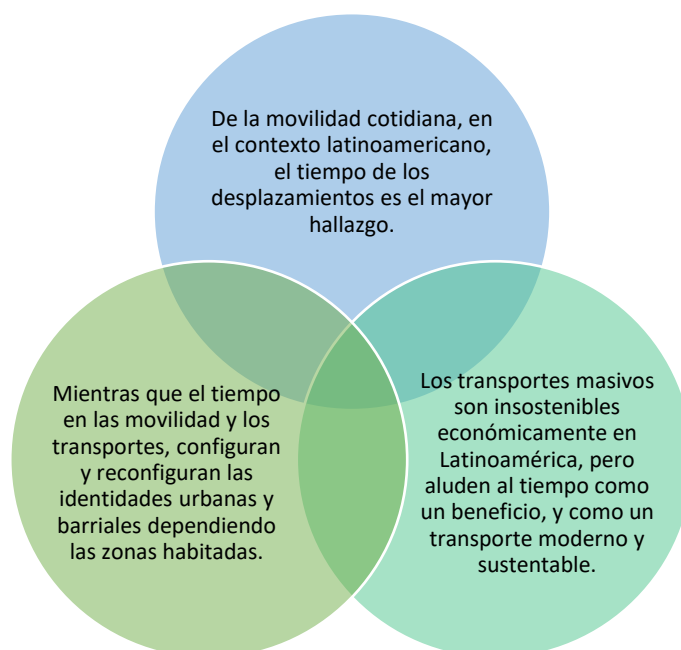 De la movilidad cotidiana, en
el contexto latinoamericano,
el tiempo de los
desplazamientos es el mayor
hallazgo.
Mientras que el tiempo
en las movilidad y los
transportes, configuran
y reconfiguran las
identidades urbanas y
barriales dependiendo
las zonas habitadas.
Los transportes masivos
son insostenibles
económicamente en
Latinoamérica, pero
aluden al tiempo como
un beneficio, y como un
transporte moderno y
sustentable.